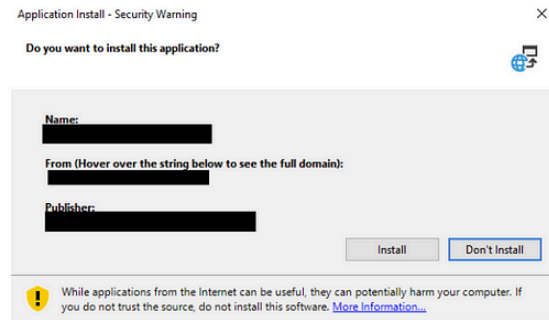 Application Install - Security Warning
Do you want to install this application?
Name:
From (Hover over the string below to see the full domain):
Publisher:
Install
Don't Install
While applications from the Internet can be useful, they can potentially harm your computer. If
you do not trust the source, do not install this software. More Information...